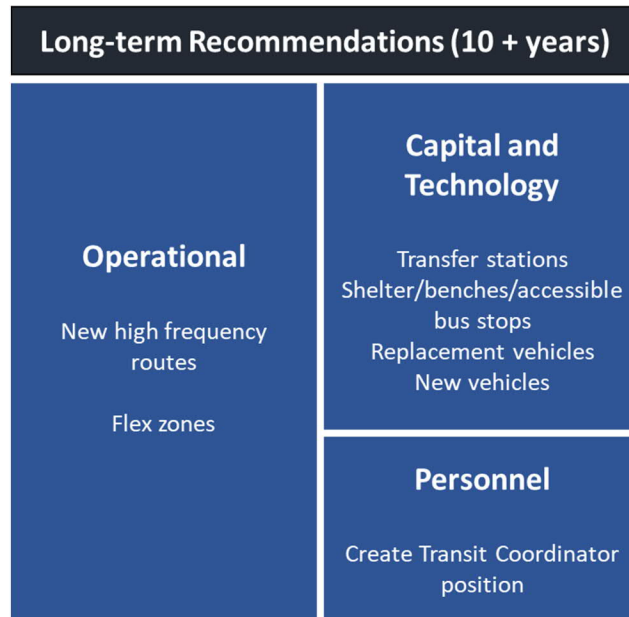 Long-term Recommendations (10 + years)
Operational
New high frequency
routes
Flex zones
Capital and
Technology
Transfer stations
Shelter/benches/accessible
bus stops
Replacement vehicles
New vehicles
Personnel
Create Transit Coordinator
position